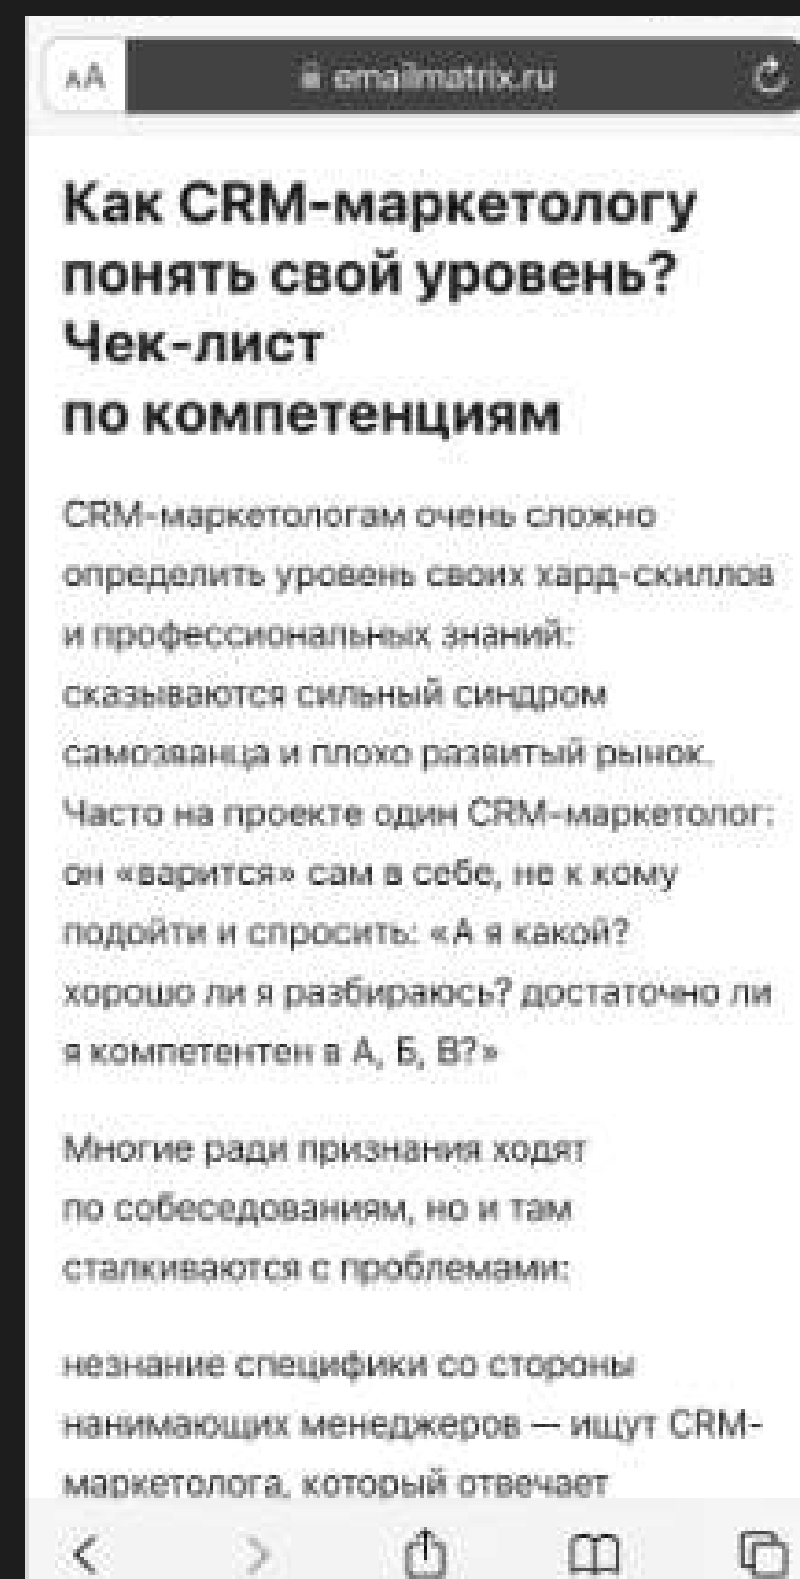 AA
emailmatrix.ru
Как CRM-маркетологу
понять свой уровень?
Чек-лист
по компетенциям
CRM-маркетологам очень сложно
определить уровень своих хард-скиллов
и профессиональных знаний:
сказываются сильный синдром
самозванца и плохо развитый рынок.
Часто на проекте один CRM-маркетолог:
он «варится» сам в себе, не к кому
подойти и спросить: «А я какой?
хорошо ли я разбираюсь? достаточно ли
я компетентен в А, Б, В?»
Многие ради признания ходят
по собеседованиям, но и там
сталкиваются с проблемами:
незнание специфики со стороны
нанимающих менеджеров — ищут CRM-
маркетолога, который отвечает